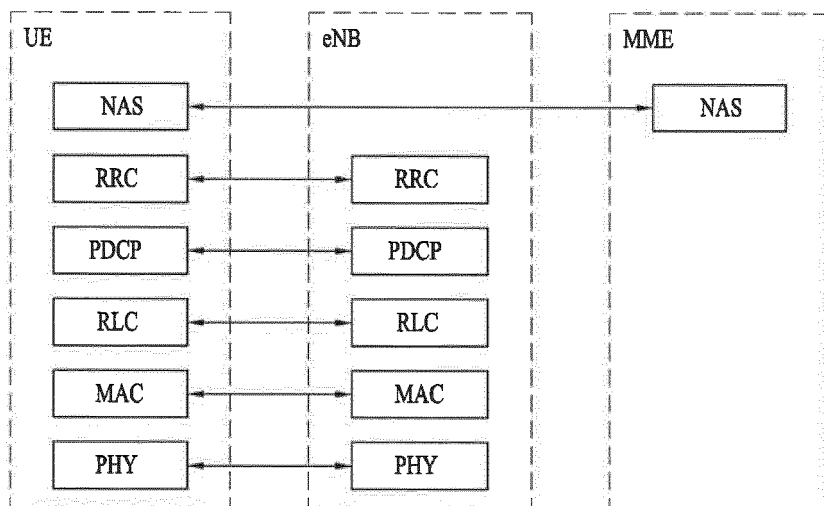 UE eNB MME
NAS NAS
RRC RRC
PDCP PDCP
RLC RLC
MAC MAC
PHY PHY